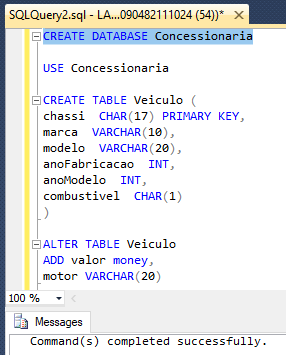 SQLQuery2.sql - LA...090482111024 (54))*
CREATE DATABASE Concessionaria
USE Concessionaria
CREATE TABLE Veiculo (
chassi CHAR(17) PRIMARY KEY,
marca VARCHAR(10),
modelo VARCHAR(20),
anoFabricacao INT,
anoModelo INT,
combustivel CHAR(1)
)
ALTER TABLE Veiculo
ADD valor money,
motor VARCHAR(20)
100 %
Messages
Command(s) completed successfully.